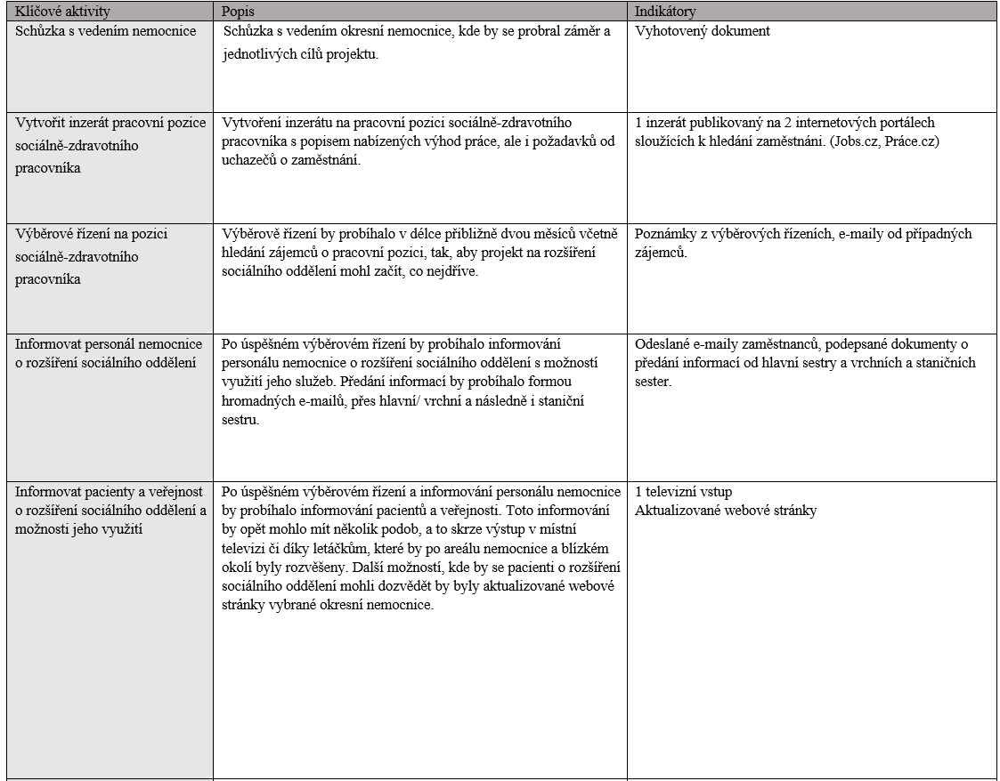 Klíčové aktivity
Popis
Indikátory
Schůzka s vedením nemocnice
Schůzka s vedením okresní nemocnice, kde by se probral záměr a
jednotlivých cílů projektu.
Vyhotovený dokument
Vytvořit inzerát pracovní pozice
sociálně-zdravotního
pracovníka
Vytvoření inzerátu na pracovní pozici sociálně-zdravotního
pracovníka s popisem nabízených výhod práce, ale i požadavků od
uchazečů o zaměstnání.
1 inzerát publikovaný na 2 internetových portálech
sloužících k hledání zaměstnáni. (Jobs.cz, Práce.cz)
Výběrové řízení na pozici
sociálně-zdravotního
pracovníka
Výběrově řízení by probíhalo v délce přibližně dvou měsíců včetně
hledání zájemců o pracovní pozici, tak, aby projekt na rozšíření
sociálního oddělení mohl začít, co nejdříve.
Poznámky z výběrových řízeních, e-maily od případných
zájemců.
Informovat personál nemocnice
o rozšíření sociálního oddělení
Po úspěšném výběrovém řízení by probíhalo informování
personálu nemocnice o rozšíření sociálního oddělení s možností
využití jeho služeb. Předání informací by probíhalo formou
hromadných e-mailů, přes hlavní/ vrchní a následně i staniční
sestru.
Odeslané e-maily zaměstnanců, podepsané dokumenty o
předání informací od hlavní sestry a vrchních a staničních
sester.
Informovat pacienty a veřejnost
o rozšíření sociálního oddělení a
možnosti jeho využití
Po úspěšném výběrovém řízení a informování personálu nemocnice
by probíhalo informování pacientů a veřejnosti. Toto informování
by opět mohlo mít několik podob, a to skrze výstup v místní
televizi či díky letáčkům, které by po areálu nemocnice a blízkém
okolí byly rozvěšeny. Další možností, kde by se pacienti o rozšíření
sociálního oddělení mohli dozvědět by byly aktualizované webové
stránky vybrané okresní nemocnice.
1 televizní vstup
Aktualizované webové stránky